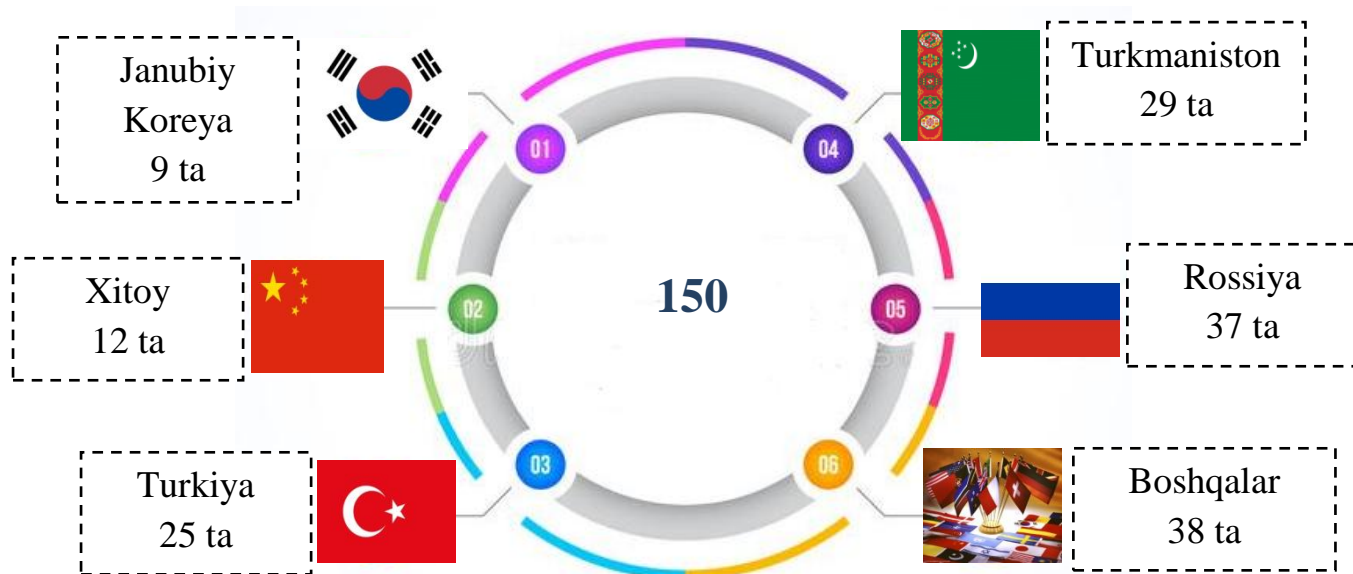 Janubiy
Koreya
9 ta
01
Xitoy
12 ta
02
Turkiya
25 ta
03
150
Turkmaniston
29 ta
04
Rossiya
37 ta
05
Boshqalar
38 ta
06